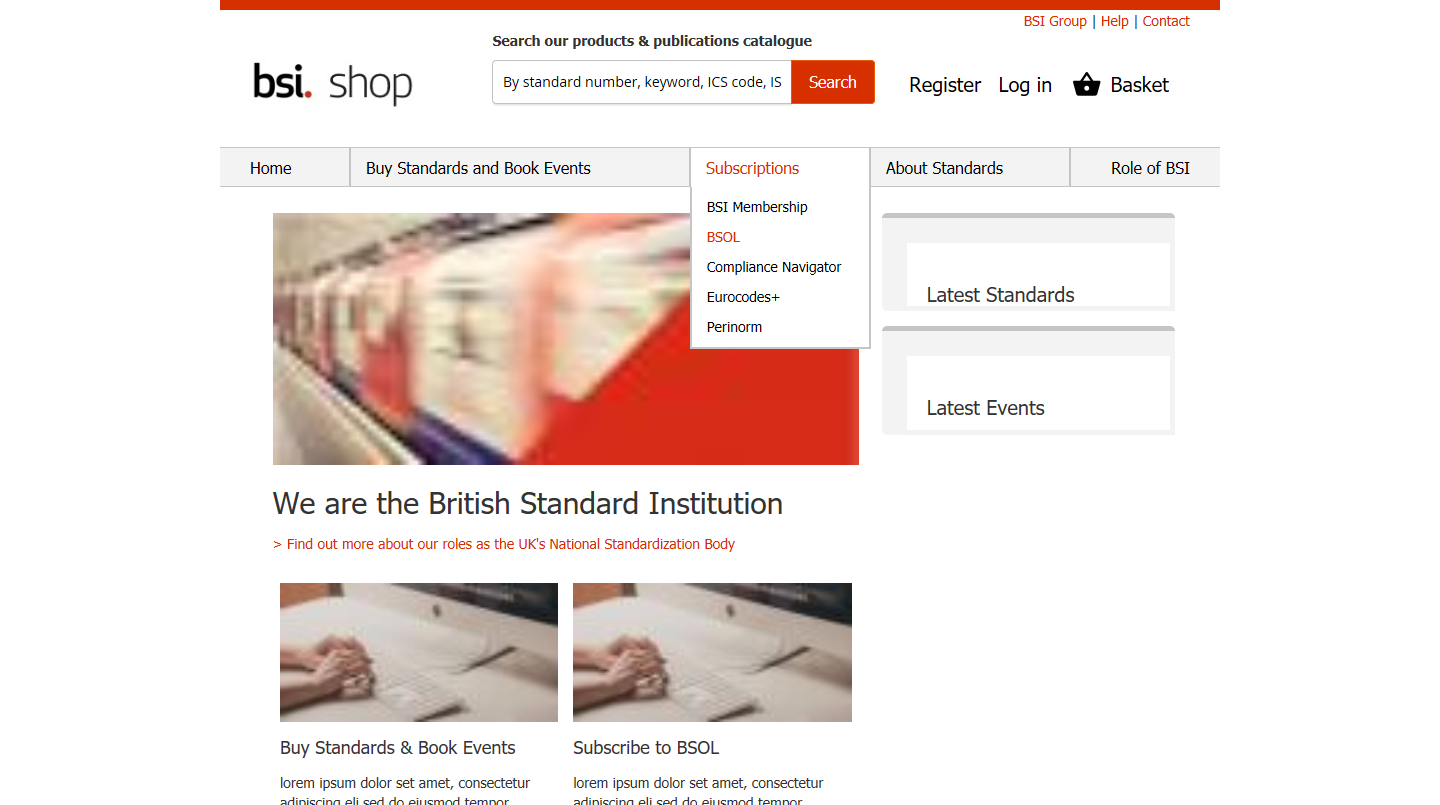 BSI Group | Help | Contact
Search our products & publications catalogue
bsi. shop
By standard number, keyword, ICS code, IS
Search
Register Log in Basket
Home
Buy Standards and Book Events
Subscriptions
About Standards
Role of BSI
BSI Membership
BSOL
Compliance Navigator
Eurocodes+
Perinorm
Latest Standards
Latest Events
We are the British Standard Institution
> Find out more about our roles as the UK's National Standardization Body
Buy Standards & Book Events
lorem ipsum dolor set amet, consectetur
adipiscing eli sed do eiusmod tempor
Subscribe to BSOL
lorem ipsum dolor set amet, consectetur
adipiscing eli sed do eiusmod tempor